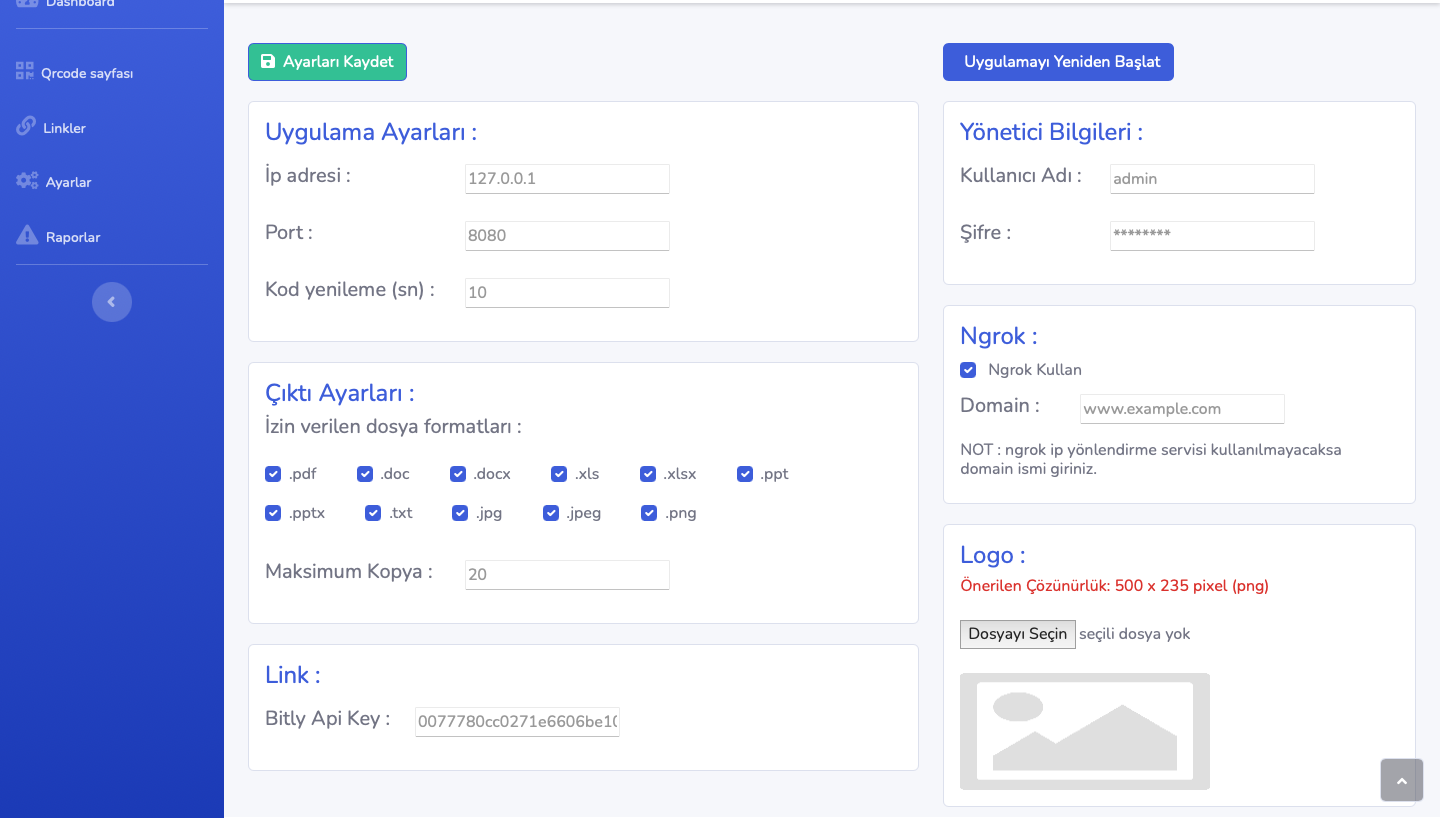 Dashboard
Qrcode sayfası
Linkler
Ayarlar
Raporlar
Ayarları Kaydet
Uygulama Ayarları :
İp adresi : 127.0.0.1
Port : 8080
Kod yenileme (sn) : 10
Çıktı Ayarları :
İzin verilen dosya formatları :
.pdf .doc .docx .xls .xlsx .ppt
.pptx .txt .jpg .jpeg .png
Maksimum Kopya : 20
Link :
Bitly Api Key : 0077780cc0271e6606be10
Uygulamayı Yeniden Başlat
Yönetici Bilgileri :
Kullanıcı Adı : admin
Şifre : ********
Ngrok :
Ngrok Kullan
Domain : www.example.com
NOT : ngrok ip yönlendirme servisi kullanılmayacaksa
domain ismi giriniz.
Logo :
Önerilen Çözünürlük: 500 x 235 pixel (png)
Dosyayı Seçin seçili dosya yok